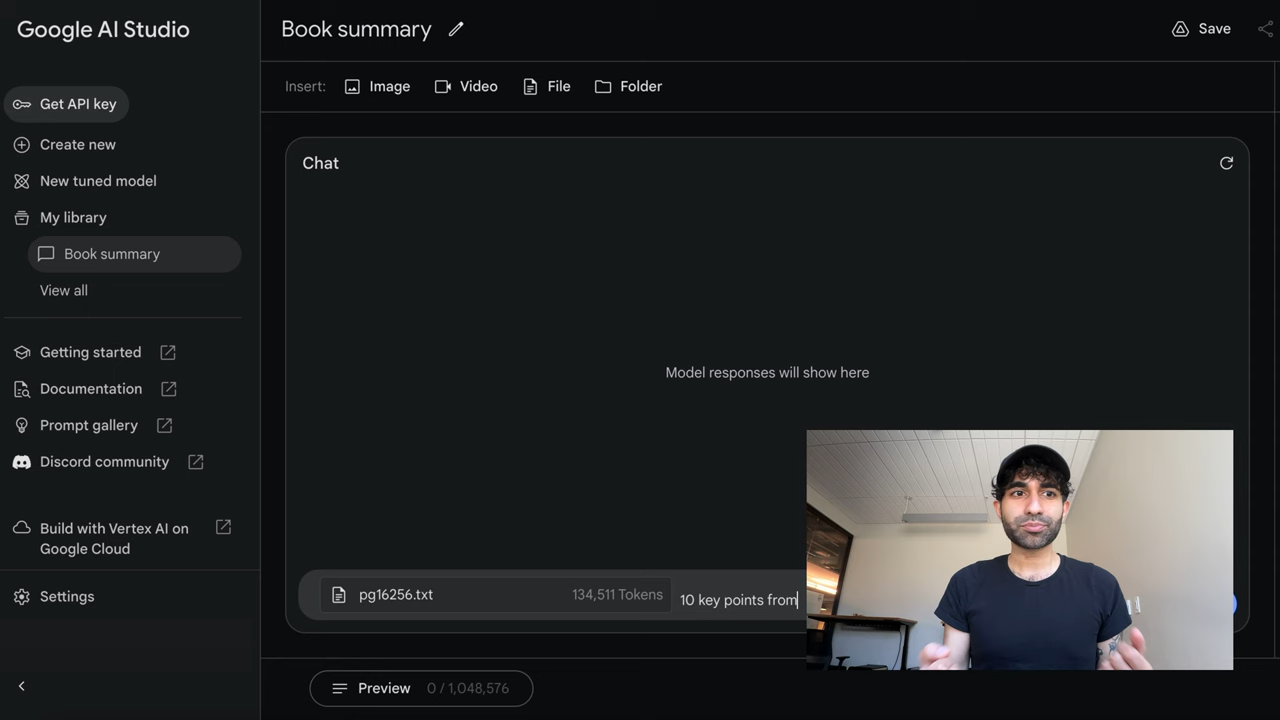 Google AI Studio
Get API key
Create new
New tuned model
My library
Book summary
View all
Getting started
Documentation
Prompt gallery
Discord community
Build with Vertex AI on
Google Cloud
Settings
Book summary
Save
Insert: Image Video File Folder
Chat
Model responses will show here
pg16256.txt 134,511 Tokens 10 key points from
Preview 0 / 1,048,576